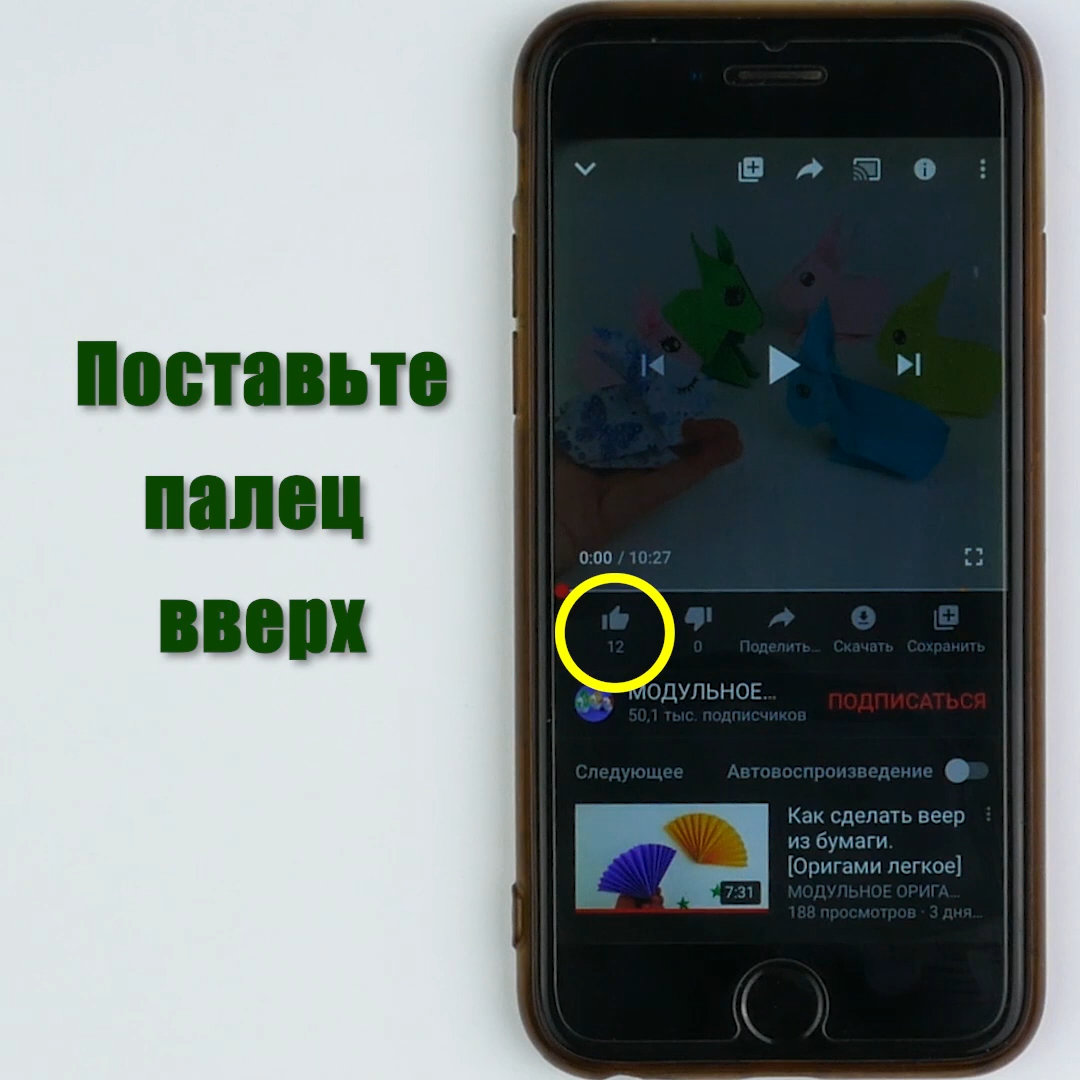 Поставьте
палец
вверх
0:00 / 10:27
12
0
Поделить...
Скачать
Сохранить
МОДУЛЬНОЕ...
50,1 тыс. подписчиков
ПОДПИСАТЬСЯ
Следующее
Автовоспроизведение
7:31
Как сделать веер
из бумаги.
[Оригами легкое]
МОДУЛЬНОЕ ОРИГА...
188 просмотров · 3 дня...